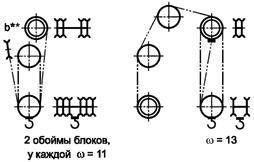 b**
2 обоймы блоков,
у каждой ω = 11
ω = 13